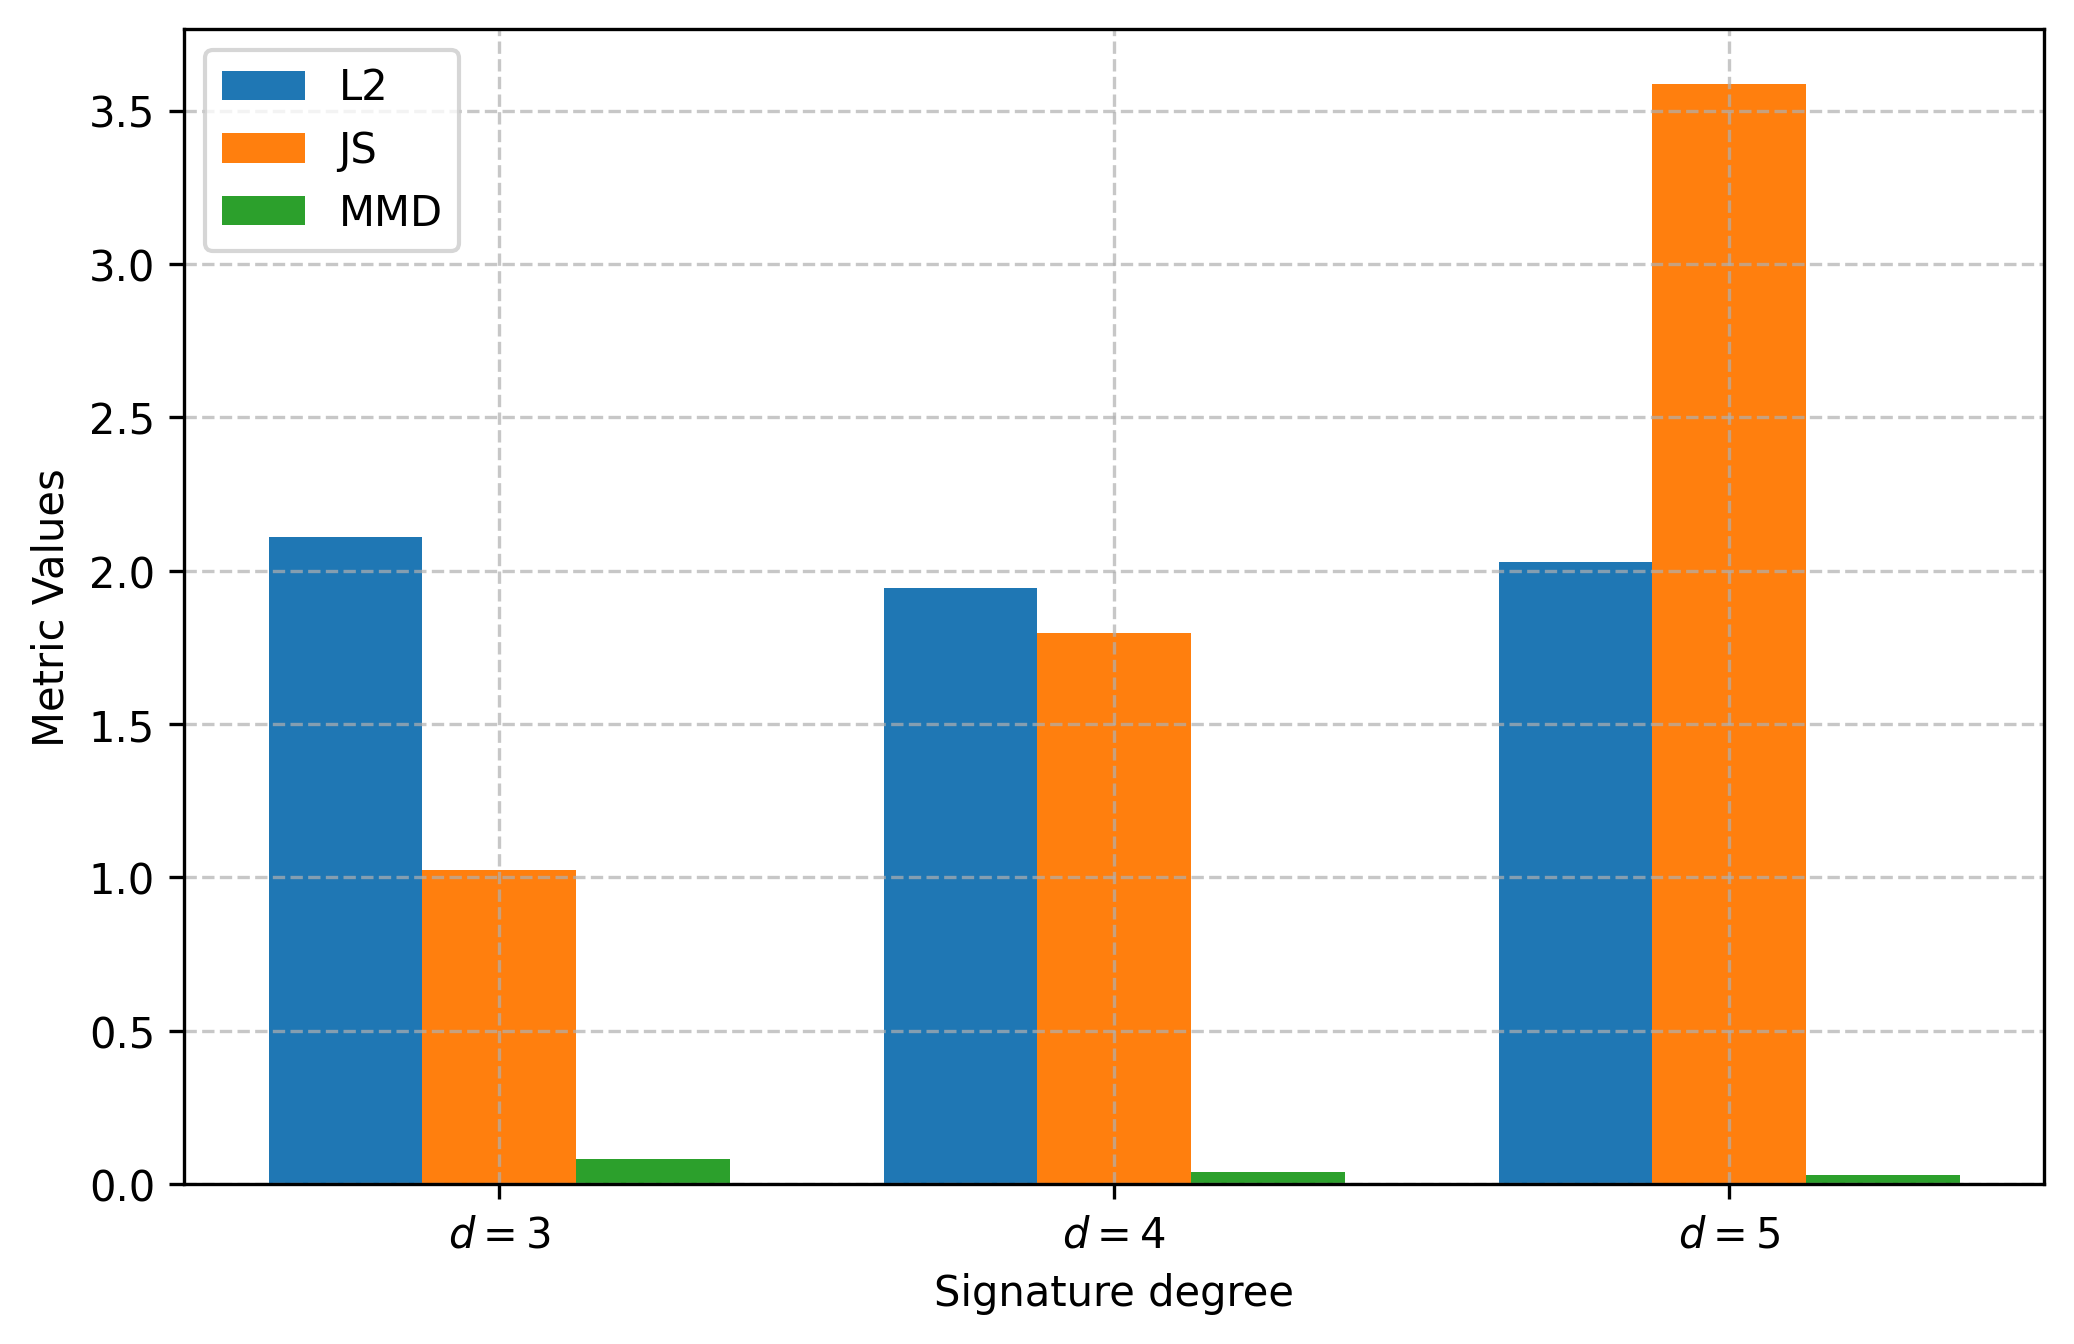 L2
JS
MMD
Metric Values
3.5
3.0
2.5
2.0
1.5
1.0
0.5
0.0
d = 3
d = 4
d = 5
Signature degree